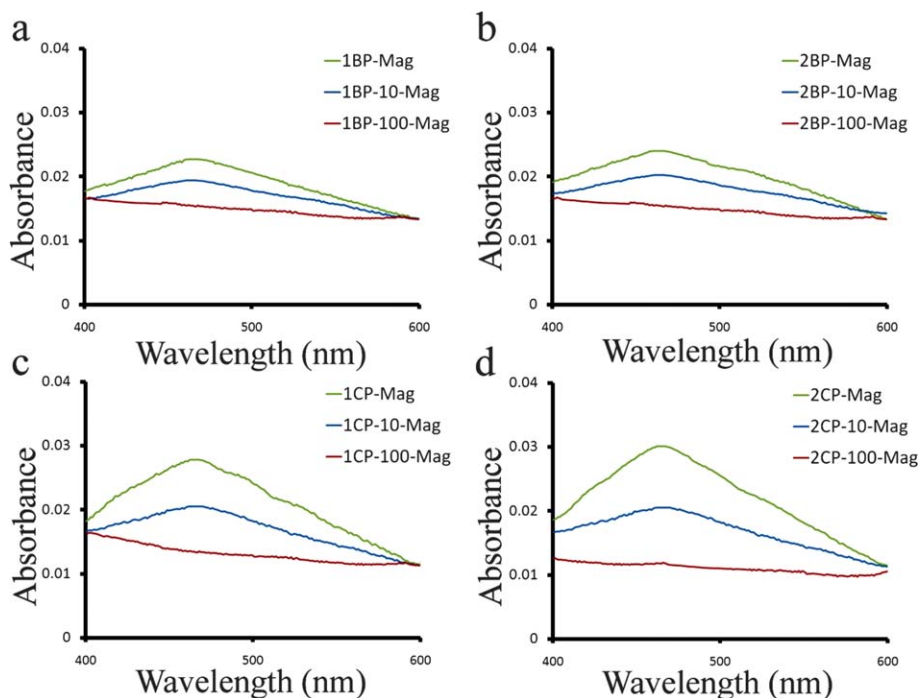 a
0.04
0.03
0.02
0.01
0
Absorbance
1BP-Mag
1BP-10-Mag
1BP-100-Mag
400
500
600
Wavelength (nm)
b
0.04
0.03
0.02
0.01
0
Absorbance
2BP-Mag
2BP-10-Mag
2BP-100-Mag
400
500
600
Wavelength (nm)
c
0.04
0.03
0.02
0.01
0
Absorbance
1CP-Mag
1CP-10-Mag
1CP-100-Mag
400
500
600
Wavelength (nm)
d
0.04
0.03
0.02
0.01
0
Absorbance
2CP-Mag
2CP-10-Mag
2CP-100-Mag
400
500
600
Wavelength (nm)